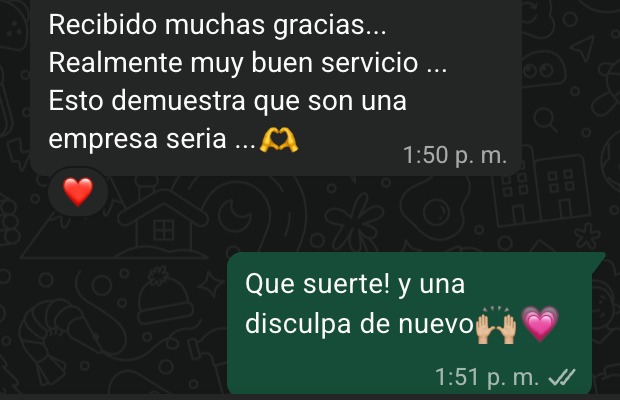 Recibido muchas gracias...
Realmente muy buen servicio ...
Esto demuestra que son una
empresa seria ...🫶
1:50 p. m.
❤️
Que suerte! y una
disculpa de nuevo🙌🏼💗
1:51 p. m.